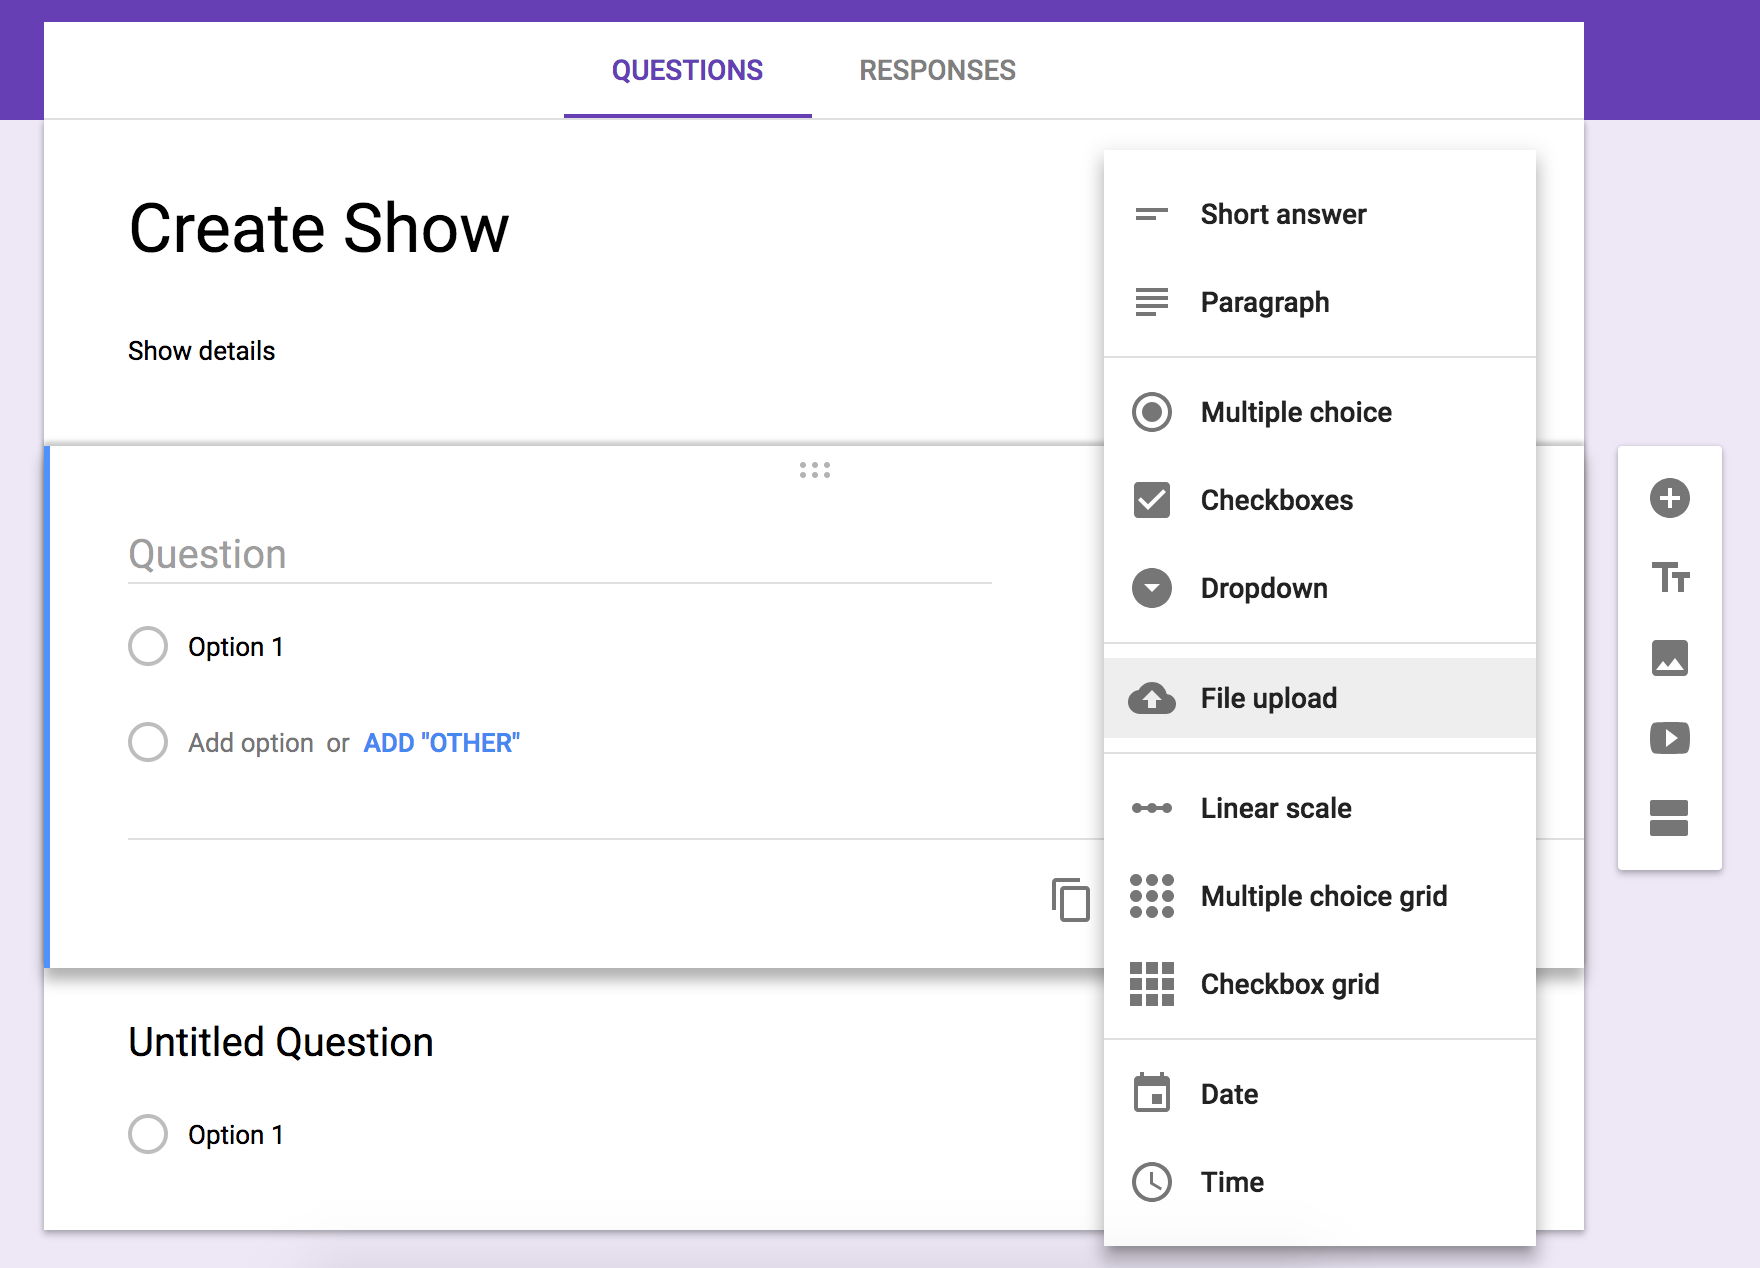 QUESTIONS RESPONSES
Create Show
Show details
Question
Option 1
Add option or ADD "OTHER"
Untitled Question
Option 1
Short answer
Paragraph
Multiple choice
Checkboxes
Dropdown
File upload
Linear scale
Multiple choice grid
Checkbox grid
Date
Time